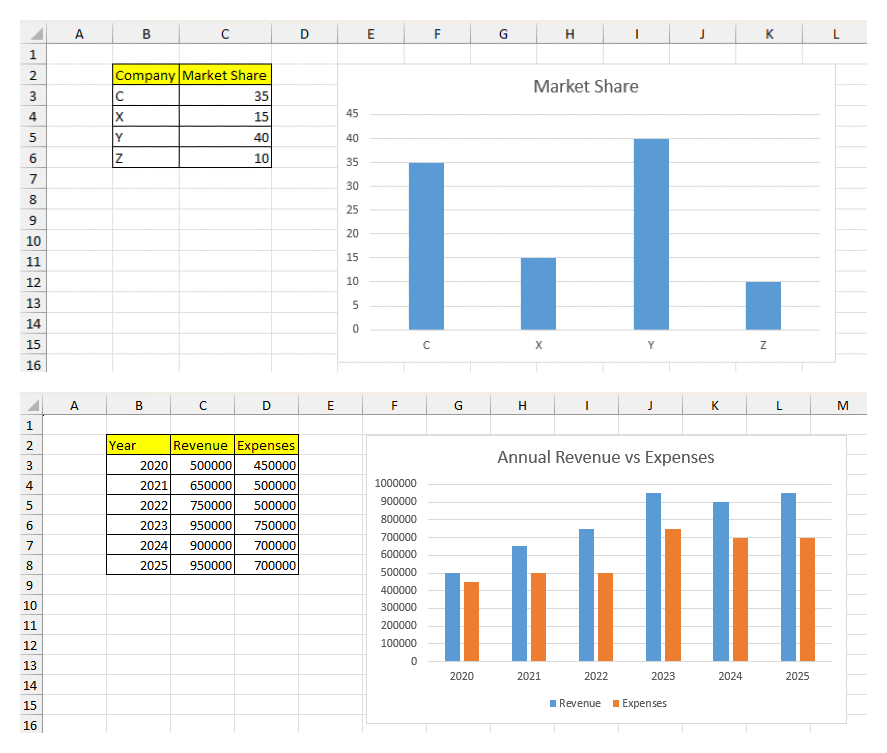 A B C D E F G H I J K L
1
2 Company Market Share
3 C 35
4 X 15
5 Y 40
6 Z 10
7
8
9
10
11
12
13
14
15
16
Market Share
45
40
35
30
25
20
15
10
5
0
C X Y Z
A B C D E F G H I J K L M
1
2 Year Revenue Expenses
3 2020 500000 450000
4 2021 650000 500000
5 2022 750000 500000
6 2023 950000 750000
7 2024 900000 700000
8 2025 950000 700000
9
10
11
12
13
14
15
16
Annual Revenue vs Expenses
1000000
900000
800000
700000
600000
500000
400000
300000
200000
100000
0
2020 2021 2022 2023 2024 2025
Revenue Expenses